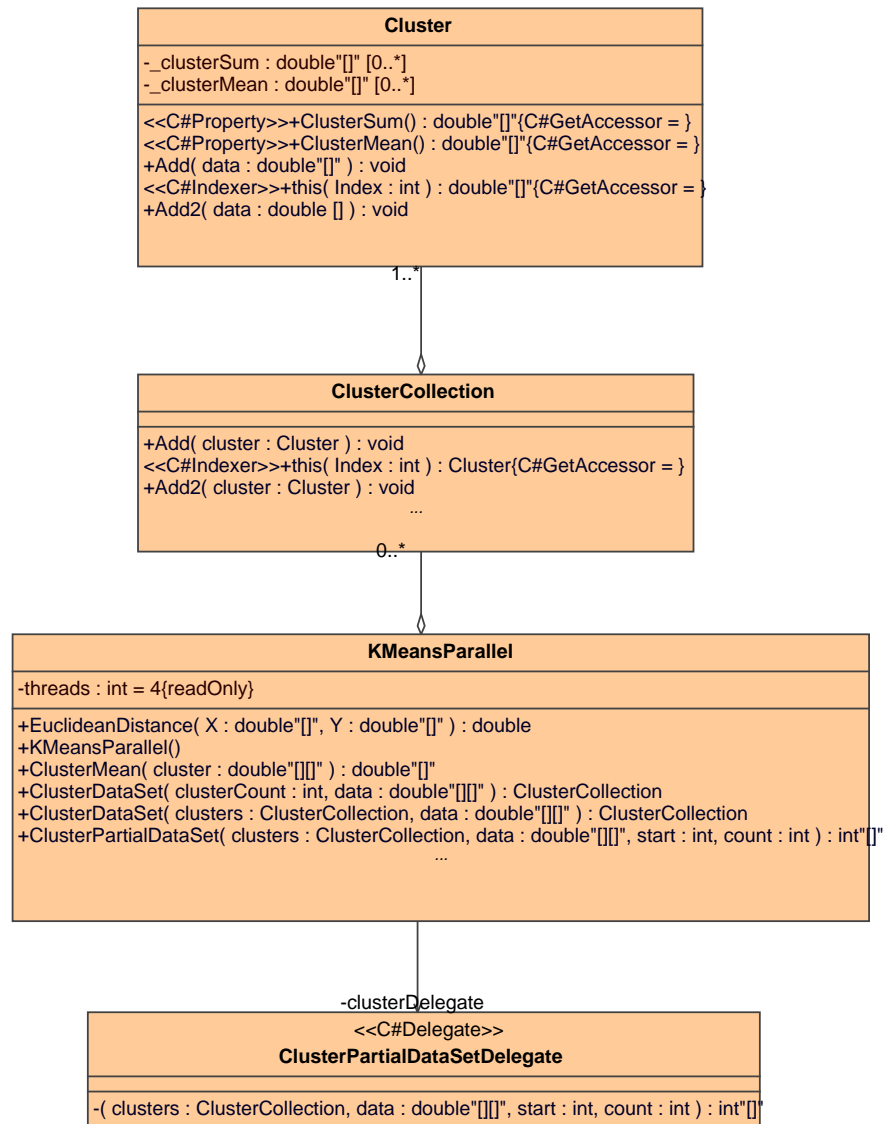 Cluster
-_clusterSum : double"[]" [0..*]
-_clusterMean : double"[]" [0..*]
<<C#Property>>+ClusterSum() : double"[]"{C#GetAccessor = }
<<C#Property>>+ClusterMean() : double"[]"{C#GetAccessor = }
+Add( data : double"[]" ) : void
<<C#Indexer>>+this( Index : int ) : double"[]"{C#GetAccessor = }
+Add2( data : double [] ) : void
1..*
ClusterCollection
+Add( cluster : Cluster ) : void
<<C#Indexer>>+this( Index : int ) : Cluster{C#GetAccessor = }
+Add2( cluster : Cluster ) : void
...
0..*
KMeansParallel
-threads : int = 4{readOnly}
+EuclideanDistance( X : double"[]", Y : double"[]" ) : double
+KMeansParallel()
+ClusterMean( cluster : double"[][]" ) : double"[]"
+ClusterDataSet( clusterCount : int, data : double"[][]" ) : ClusterCollection
+ClusterDataSet( clusters : ClusterCollection, data : double"[][]" ) : ClusterCollection
+ClusterPartialDataSet( clusters : ClusterCollection, data : double"[][]", start : int, count : int ) : int"[]"
...
-clusterDelegate
<<C#Delegate>>
ClusterPartialDataSetDelegate
-( clusters : ClusterCollection, data : double"[][]", start : int, count : int ) : int"[]"